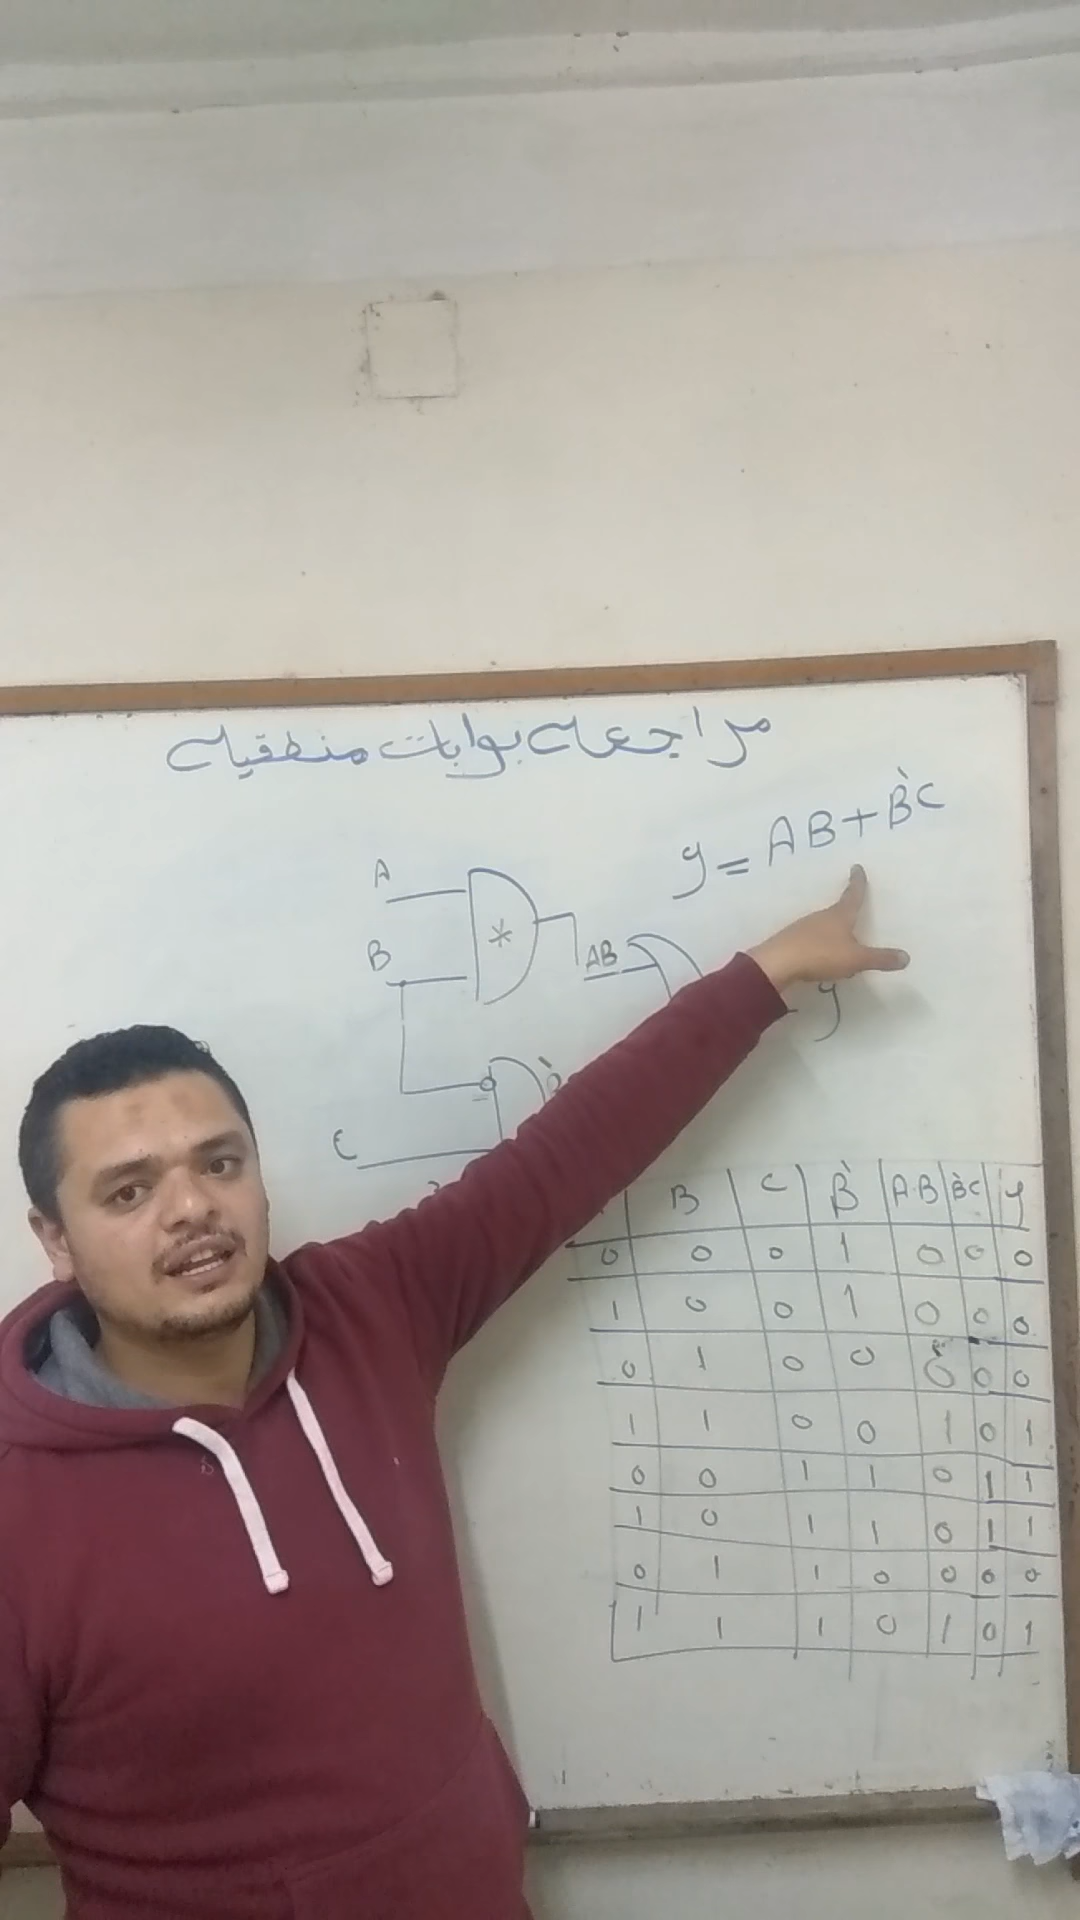 مراجعه بوابات منطقيه
y = AB + B̀C
A
B
*
AB
y
C
B C B̀ A·B B̀C y
0 0 0 1 0 0 0
1 0 0 1 0 0 0
0 1 0 0 0 0 0
1 1 0 0 1 0 1
0 0 1 1 0 1 1
1 0 1 1 0 1 1
0 1 1 0 0 0 0
1 1 1 0 1 0 1